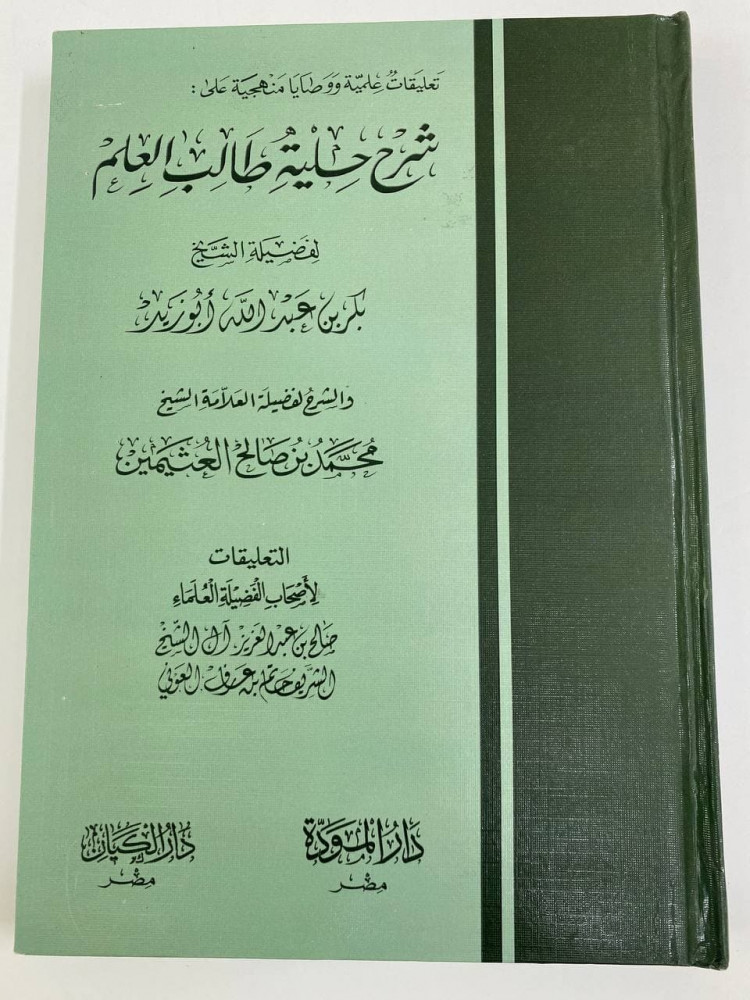 تعليقات علمية ووصايا منهجية على:
شرح حلية طالب العلم
لفضيلة الشيخ
بكر بن عبد الله أبو زيد
والشرح لفضيلة العلامة الشيخ
محمد بن صالح العثيمين
التعليقات
لأصحاب الفضيلة العلماء
صالح بن عبد العزيز آل الشيخ
الشريف حاتم بن عارف العوني
دار المودة
مصر
دار الكيان
مصر